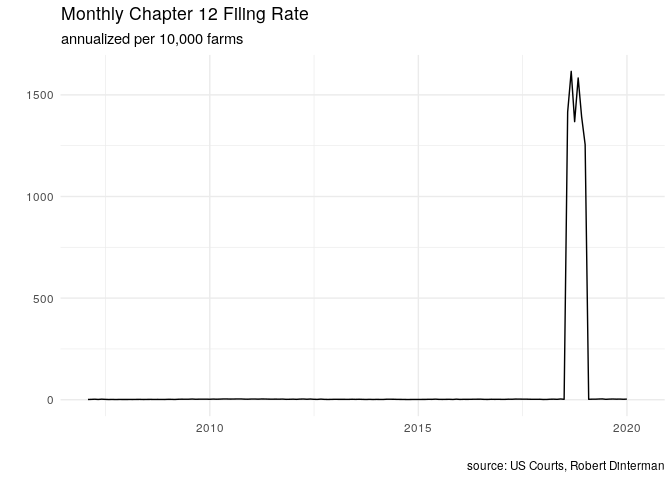 Monthly Chapter 12 Filing Rate
annualized per 10,000 farms
1500
1000
500
0
2010 2015 2020
source: US Courts, Robert Dinterman